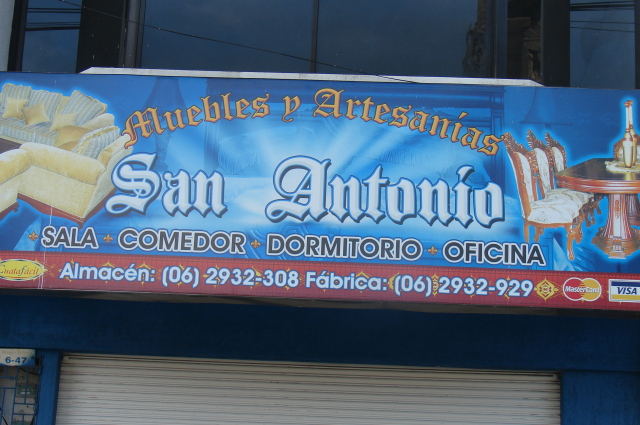 Muebles y Artesanías
San Antonio
SALA COMEDOR DORMITORIO OFICINA
Almacén: (06) 2932-308 Fábrica: (06) 2932-929
MasterCard
VISA
6-47